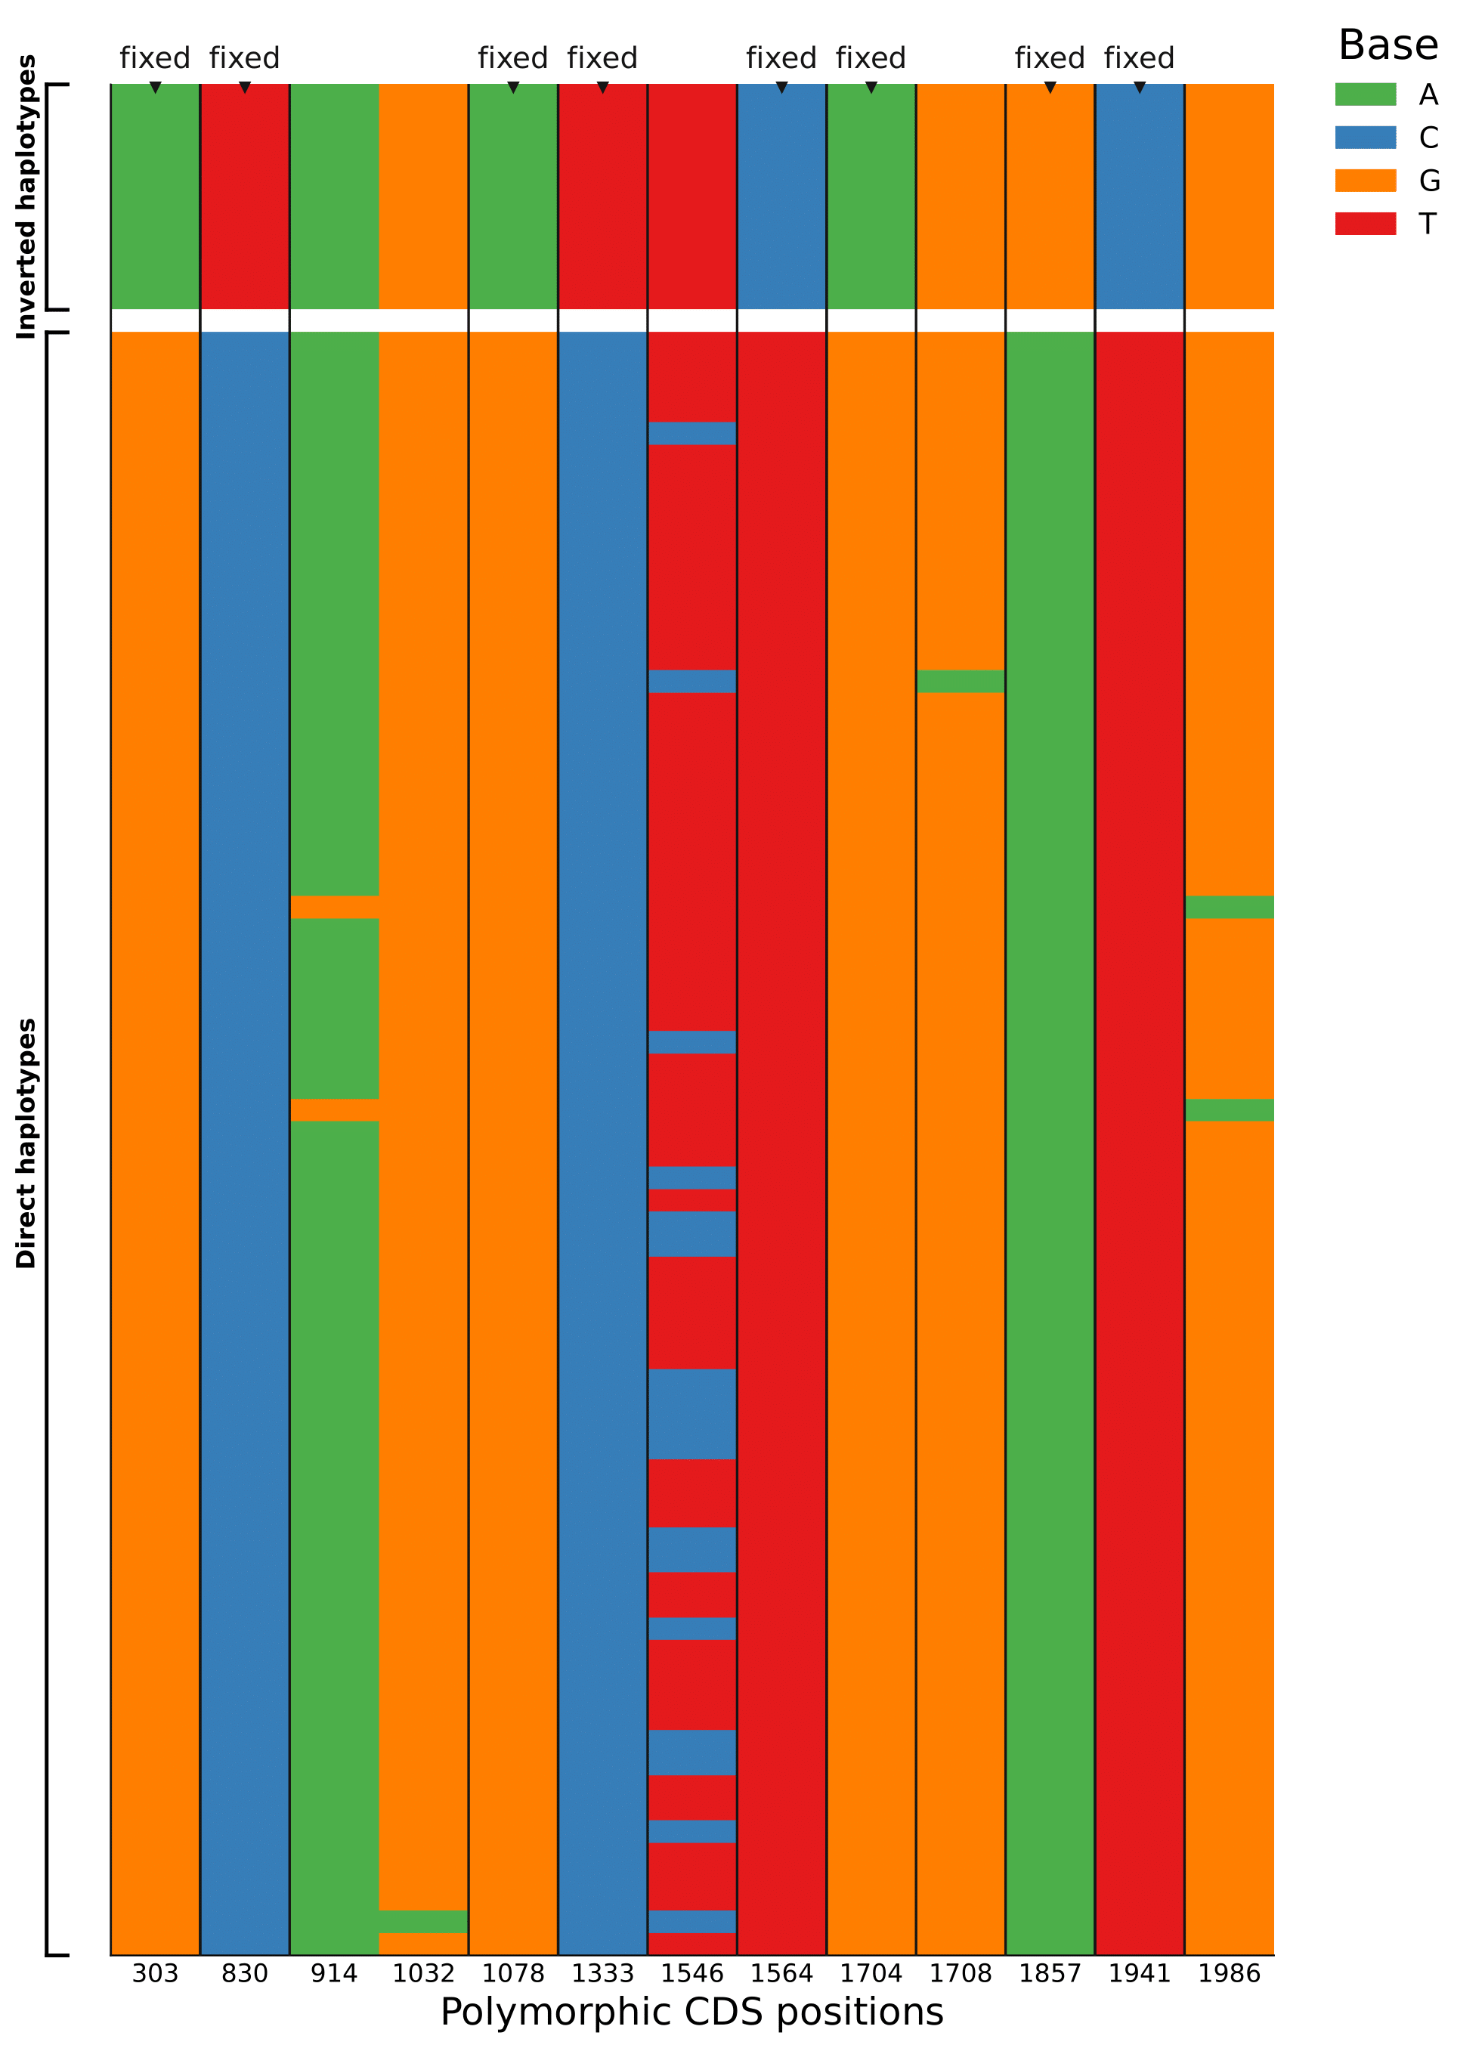 fixed fixed fixed fixed fixed fixed fixed fixed
Base
A
C
G
T
Inverted haplotypes
Direct haplotypes
303 830 914 1032 1078 1333 1546 1564 1704 1708 1857 1941 1986
Polymorphic CDS positions